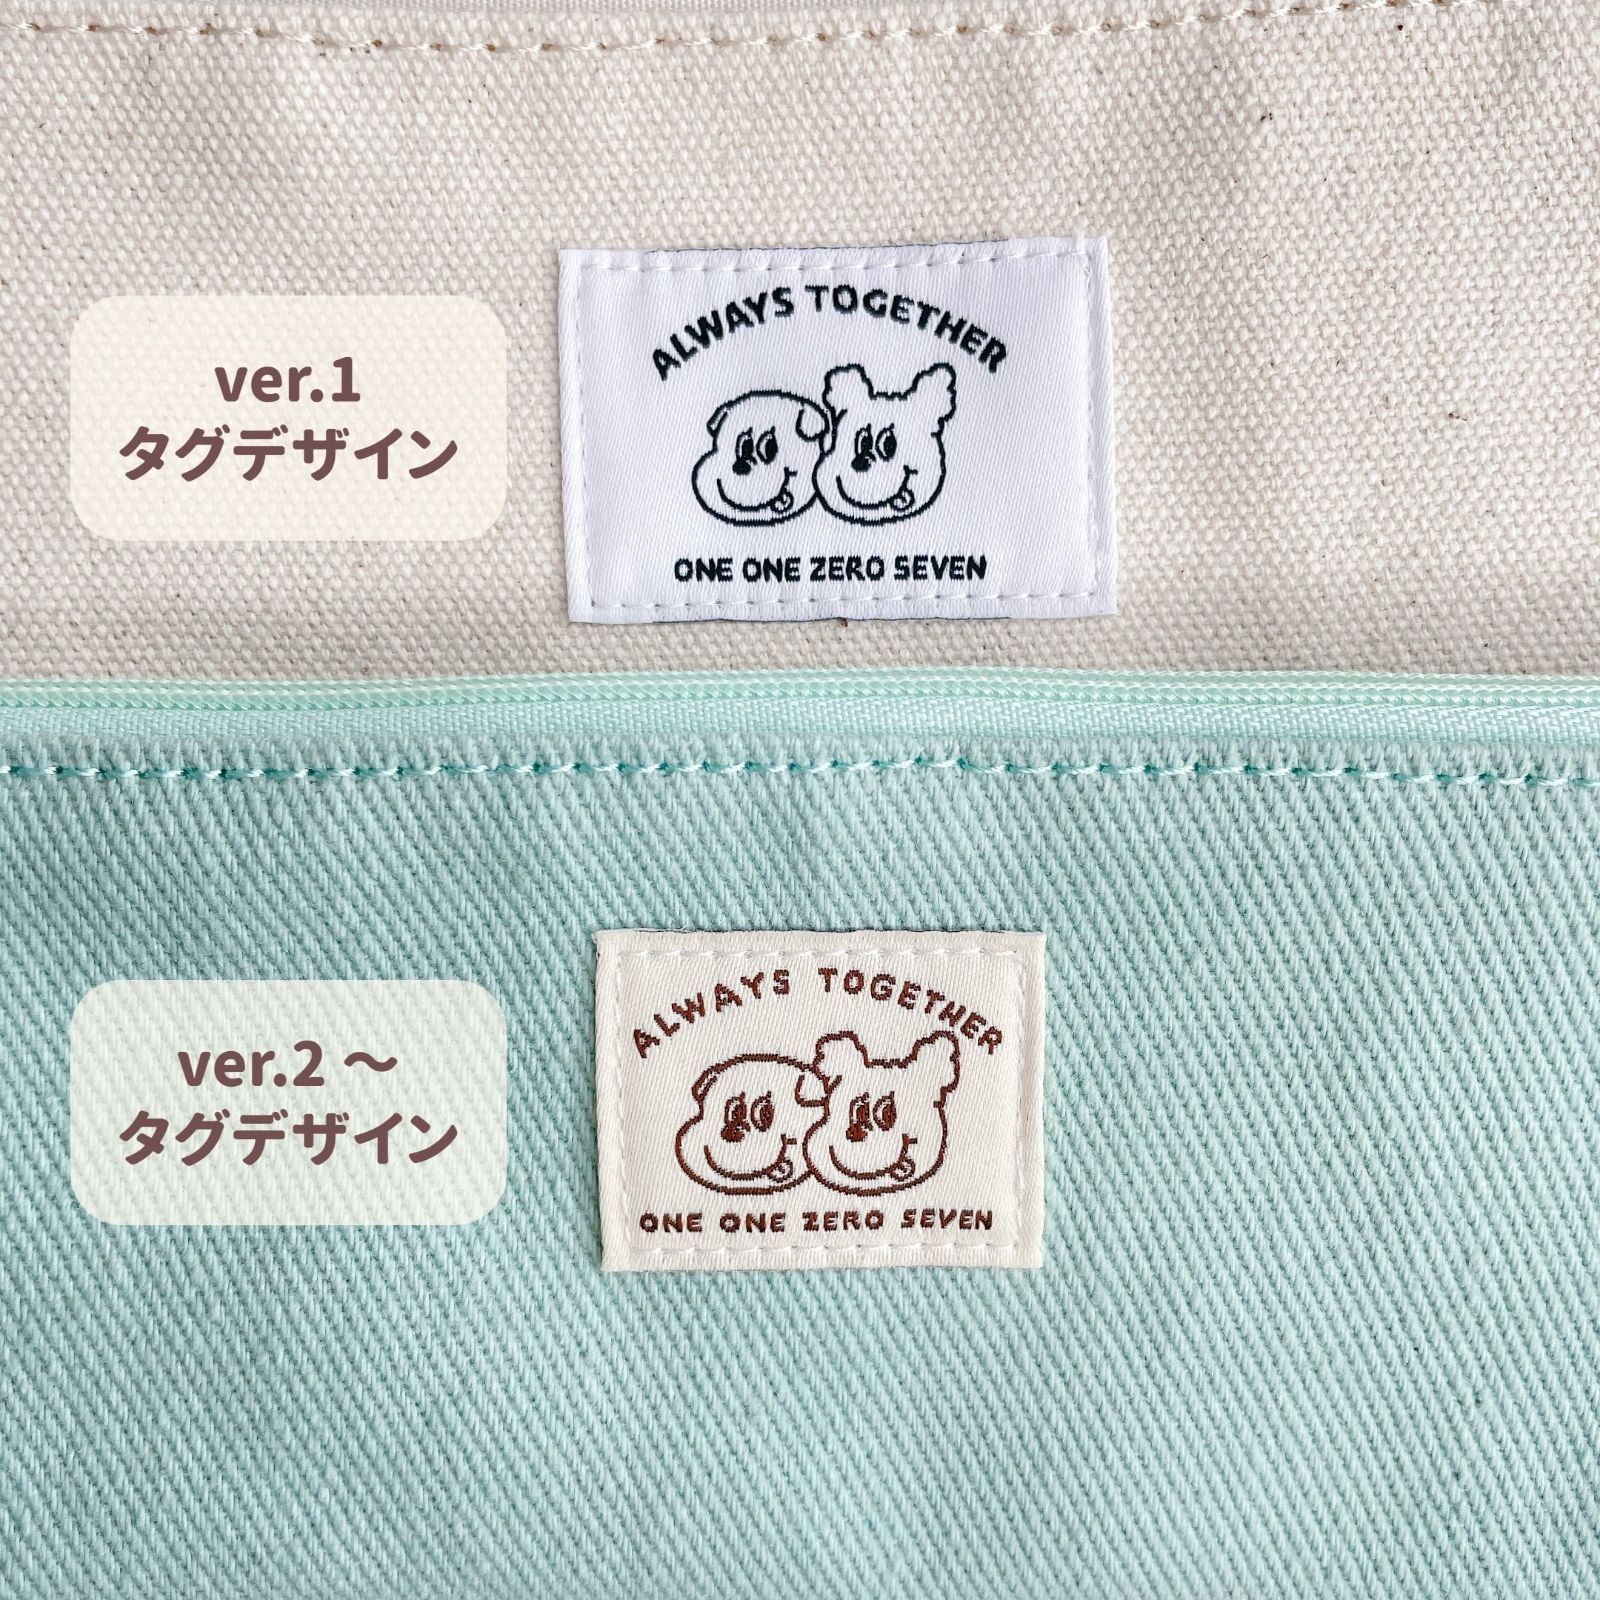 ALWAYS TOGETHER
ver.1
タグデザイン
ONE ONE ZERO SEVEN
ALWAYS TOGETHER
ver.2 〜
タグデザイン
ONE ONE ZERO SEVEN